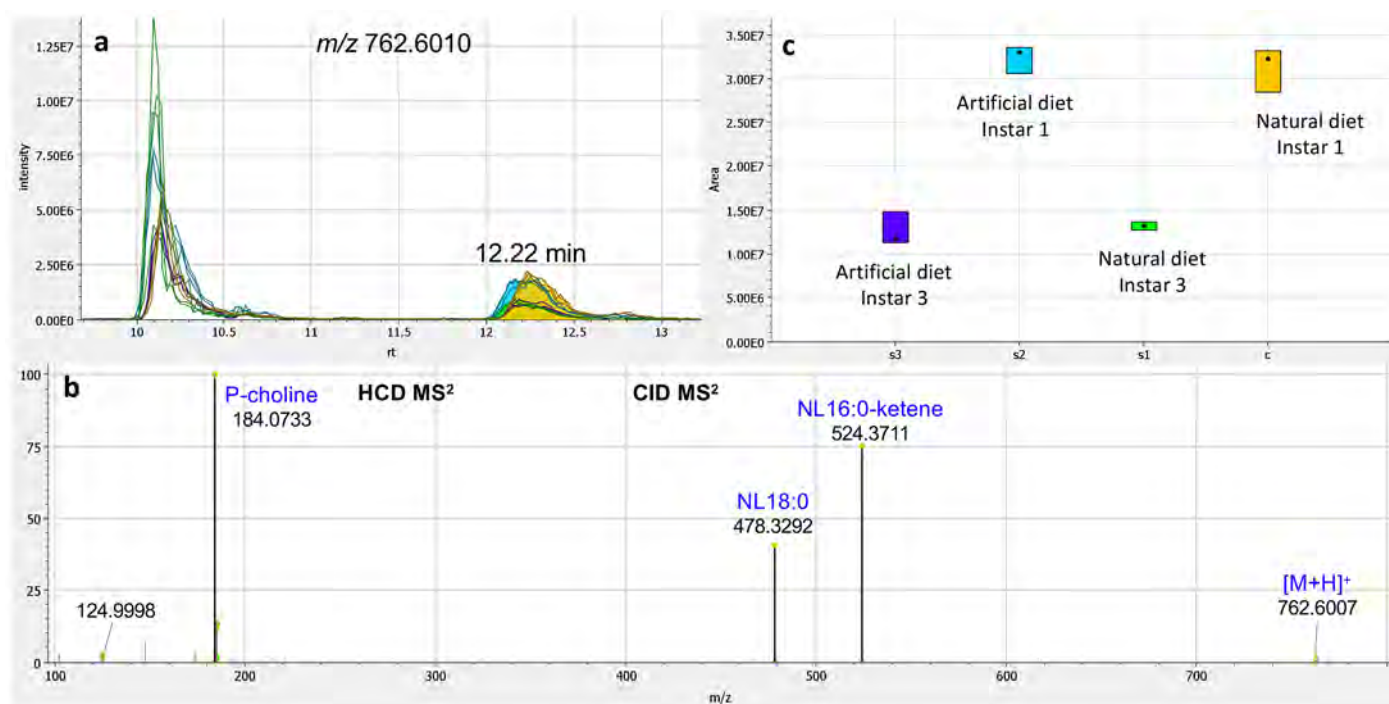 a
m/z 762.6010
1.25E7
1.00E7
7.50E6
5.00E6
2.50E6
0.00E0
intensity
12.22 min
10
10.5
11
11.5
12
12.5
13
rt
c
3.50E7
3.00E7
2.50E7
2.00E7
1.50E7
1.00E7
5.00E6
0.00E0
Area
Artificial diet
Instar 1
Natural diet
Instar 1
Artificial diet
Instar 3
Natural diet
Instar 3
s3
s2
s1
c
b
P-choline
184.0733
HCD MS²
CID MS²
NL16:0-ketene
524.3711
NL18:0
478.3292
[M+H]⁺
762.6007
124.9998
100
75
50
25
0
100
200
300
400
500
600
700
m/z